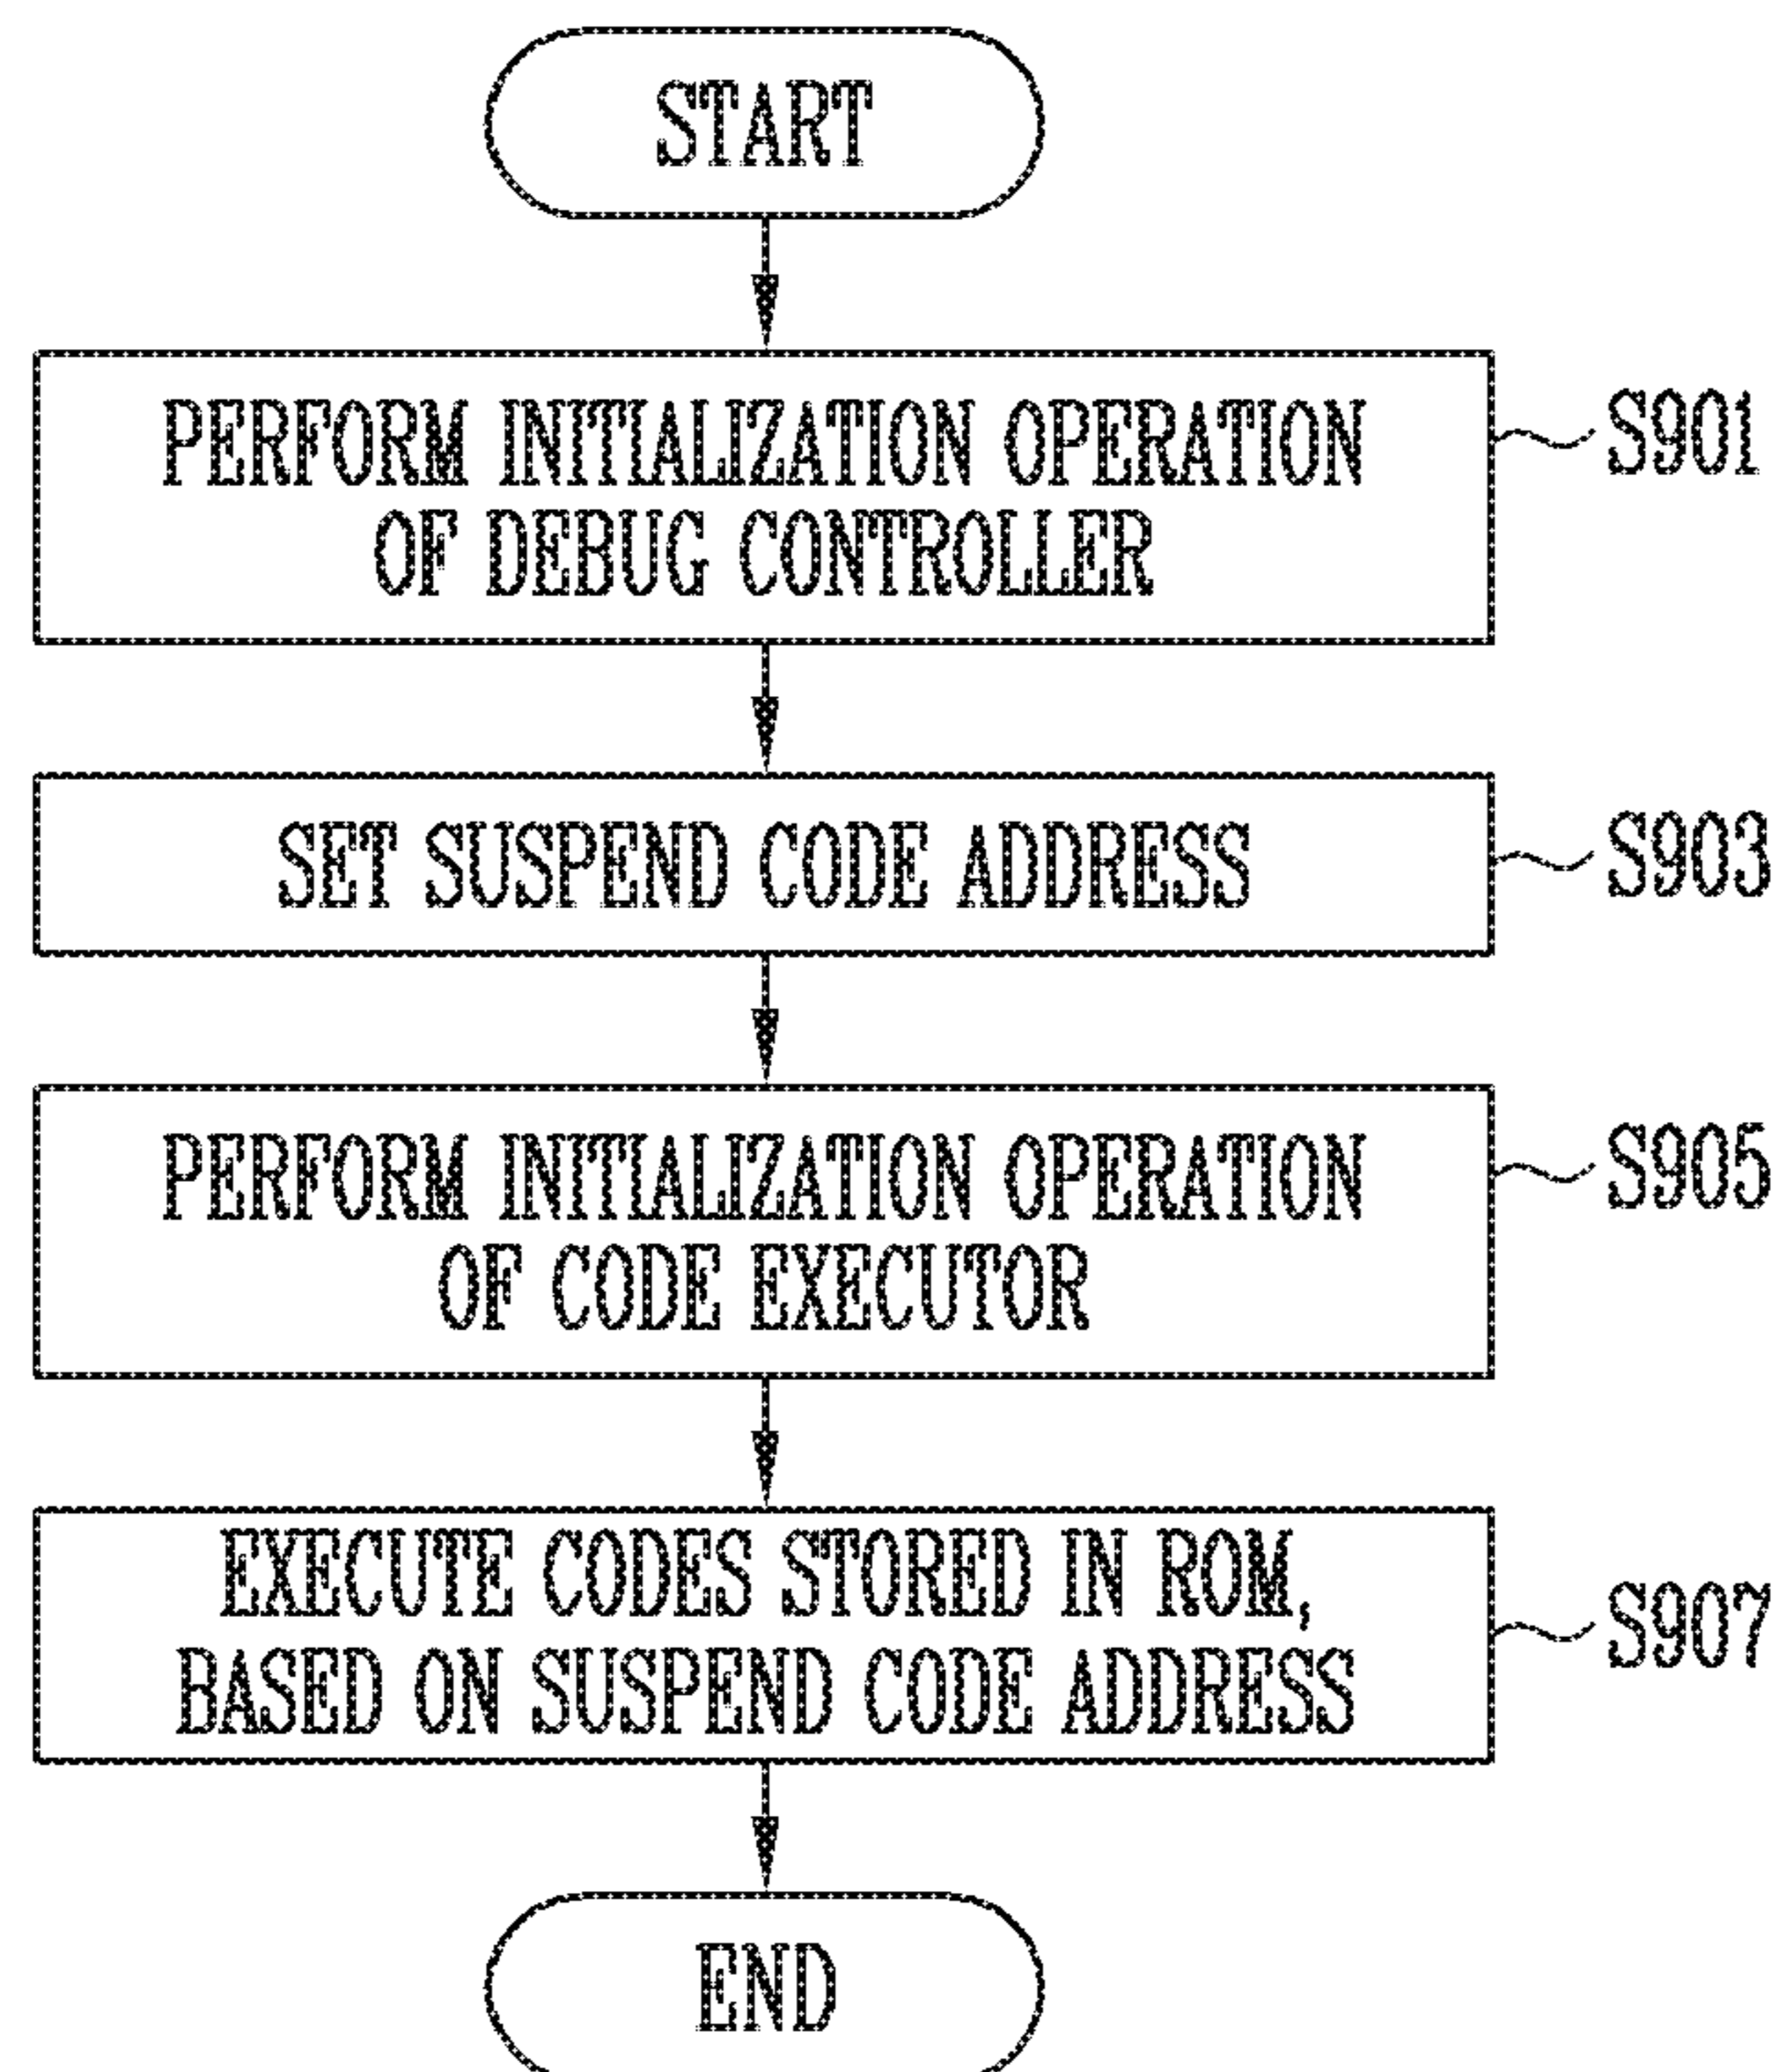 START
PERFORM INITIALIZATION OPERATION
OF DEBUG CONTROLLER
S901
SET SUSPEND CODE ADDRESS
S903
PERFORM INITIALIZATION OPERATION
OF CODE EXECUTOR
S905
EXECUTE CODES STORED IN ROM,
BASED ON SUSPEND CODE ADDRESS
S907
END